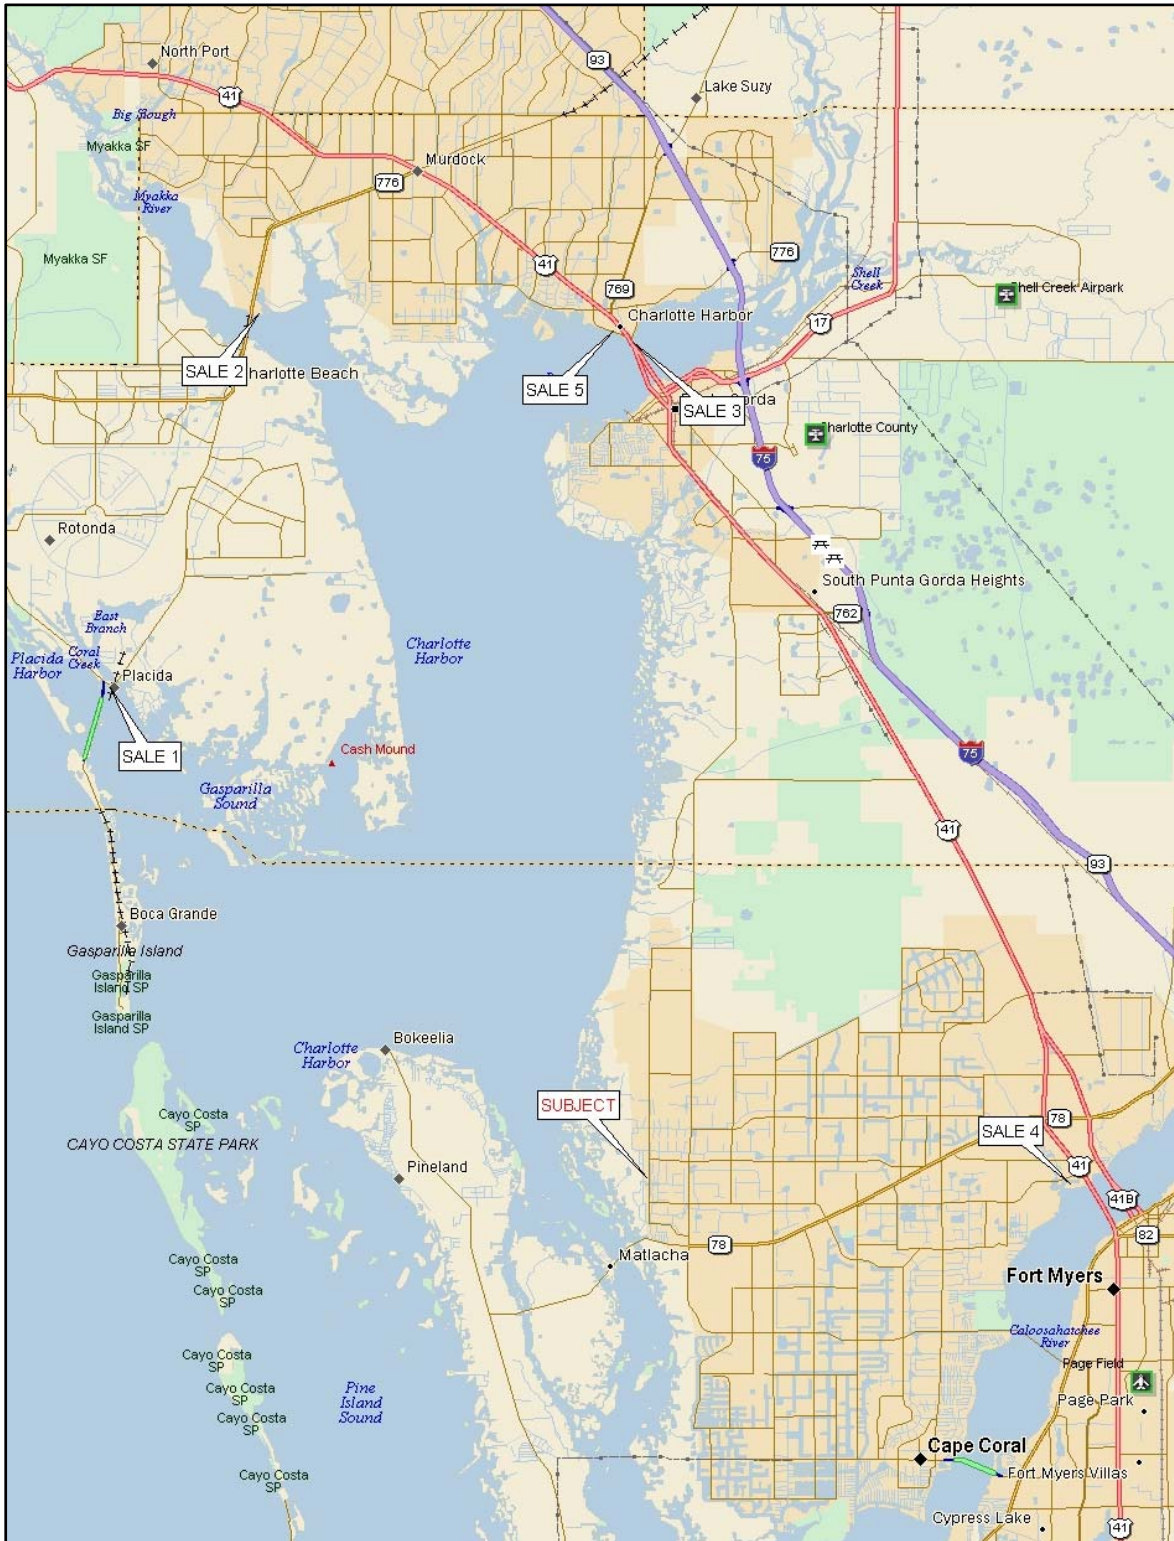 North Port
93
Lake Suzy
41
Big Slough
Myakka SF
Murdock
776
Myakka
River
Myakka SF
41
776
769
Shell
Creek
Shell Creek Airpark
Charlotte Harbor
17
SALE 2
Charlotte Beach
SALE 5
SALE 3
Charlotte County
75
Rotonda
South Punta Gorda Heights
762
East
Branch
Placida
Harbor
Coral
Creek
Placida
Charlotte
Harbor
SALE 1
Cash Mound
75
Gasparilla
Sound
41
93
Boca Grande
Gasparilla Island
Gasparilla
Island SP
Gasparilla
Island SP
Bokeelia
Charlotte
Harbor
SUBJECT
Cayo Costa
SP
CAYO COSTA STATE PARK
78
SALE 4
41
Pineland
41B
82
Matlacha
78
Cayo Costa
SP
Cayo Costa
SP
Fort Myers
Caloosahatchee
River
Cayo Costa
SP
Page Field
Cayo Costa
SP
Pine
Island
Sound
Page Park
Cayo Costa
SP
Cape Coral
Cayo Costa
SP
Fort Myers Villas
Cypress Lake
41